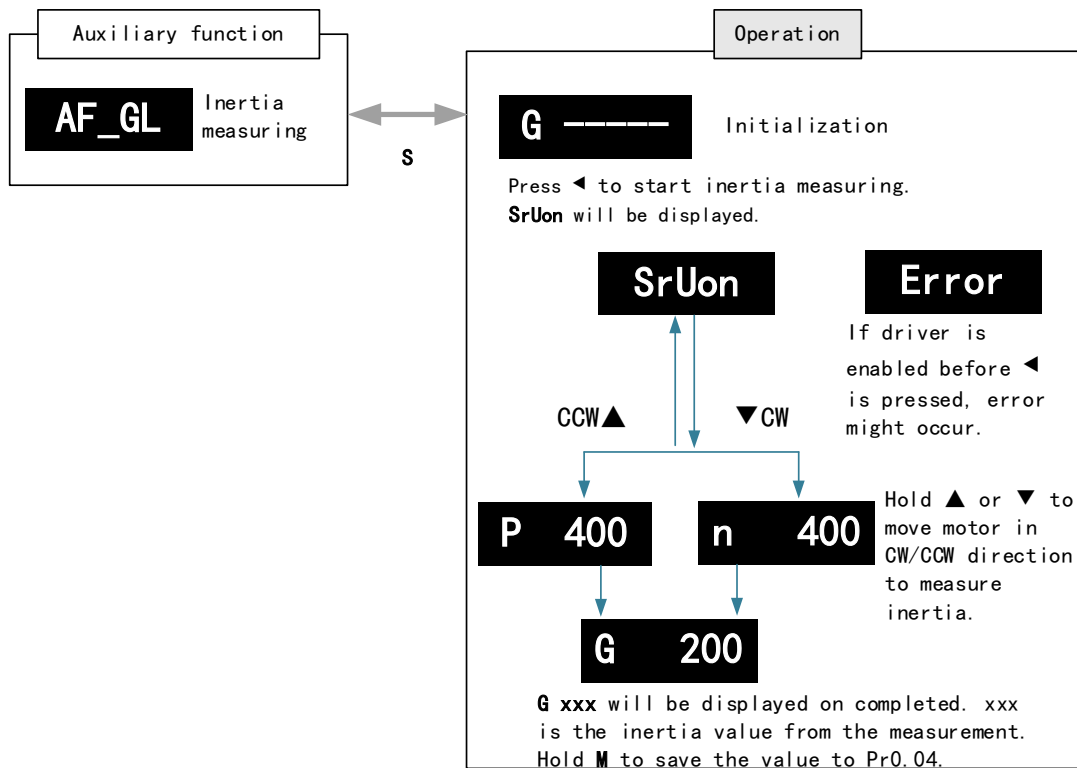 Auxiliary function
AF_GL
Inertia
measuring
S
Operation
G -----
Initialization
Press ◀ to start inertia measuring.
SrUon will be displayed.
SrUon
Error
If driver is
enabled before ◀
is pressed, error
might occur.
CCW▲
▼CW
P 400
n 400
Hold ▲ or ▼ to
move motor in
CW/CCW direction
to measure
inertia.
G 200
G xxx will be displayed on completed. xxx
is the inertia value from the measurement.
Hold M to save the value to Pr0.04.